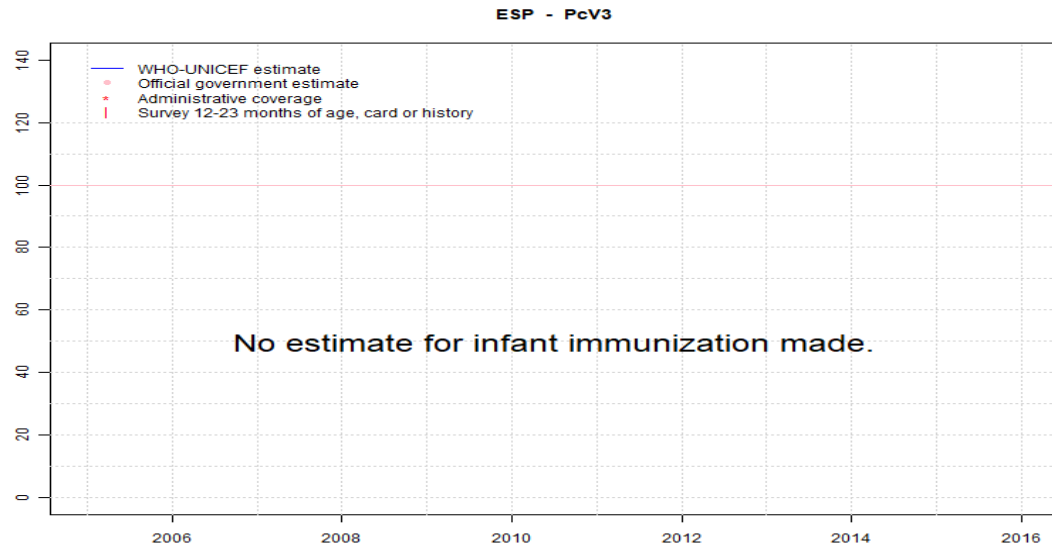 ESP - PcV3
140
120
100
80
60
40
20
0
WHO-UNICEF estimate
Official government estimate
* Administrative coverage
| Survey 12-23 months of age, card or history
No estimate for infant immunization made.
2006 2008 2010 2012 2014 2016